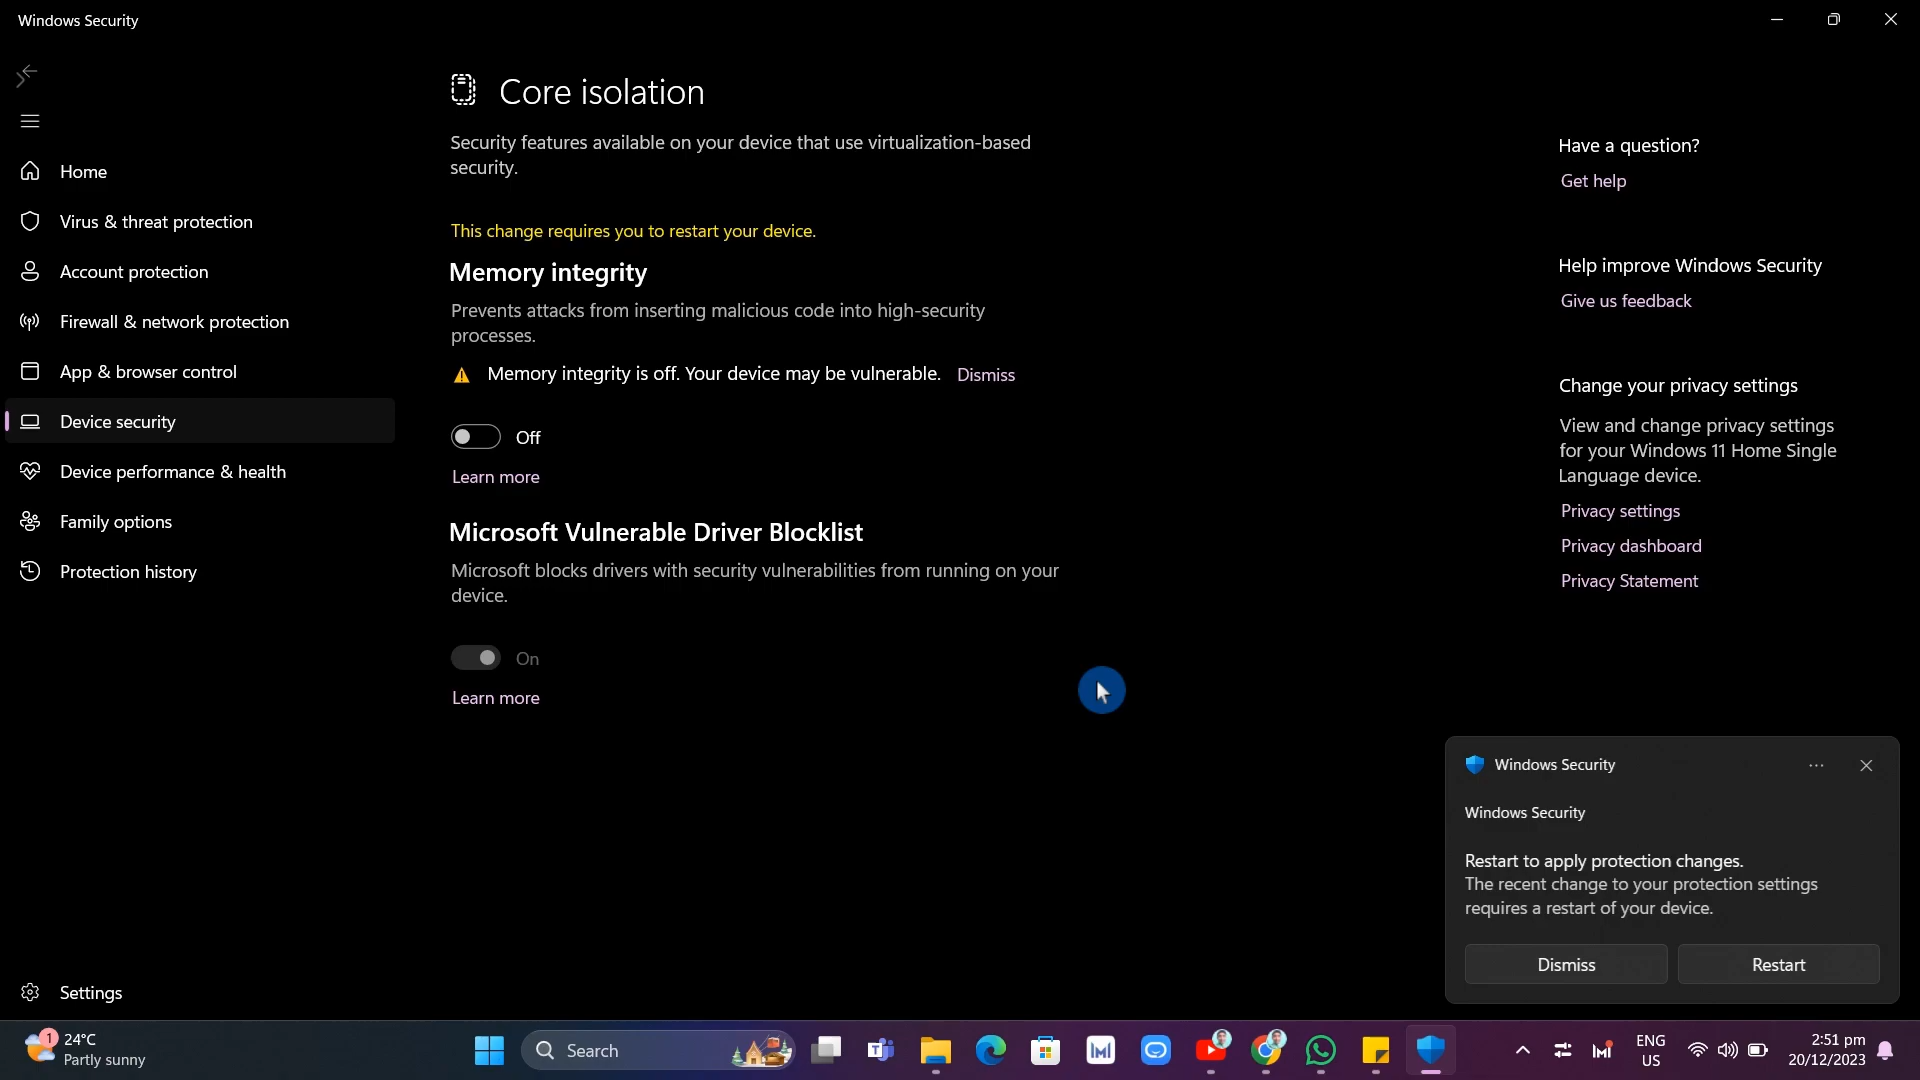 Windows Security
Core isolation
Security features available on your device that use virtualization-based
security.
This change requires you to restart your device.
Memory integrity
Prevents attacks from inserting malicious code into high-security
processes.
Memory integrity is off. Your device may be vulnerable. Dismiss
Off
Learn more
Microsoft Vulnerable Driver Blocklist
Microsoft blocks drivers with security vulnerabilities from running on your
device.
On
Learn more
Home
Virus & threat protection
Account protection
Firewall & network protection
App & browser control
Device security
Device performance & health
Family options
Protection history
Settings
Have a question?
Get help
Help improve Windows Security
Give us feedback
Change your privacy settings
View and change privacy settings
for your Windows 11 Home Single
Language device.
Privacy settings
Privacy dashboard
Privacy Statement
Windows Security
Windows Security
Restart to apply protection changes.
The recent change to your protection settings
requires a restart of your device.
Dismiss
Restart
1
24°C
Partly sunny
Search
ENG
US
2:51 pm
20/12/2023